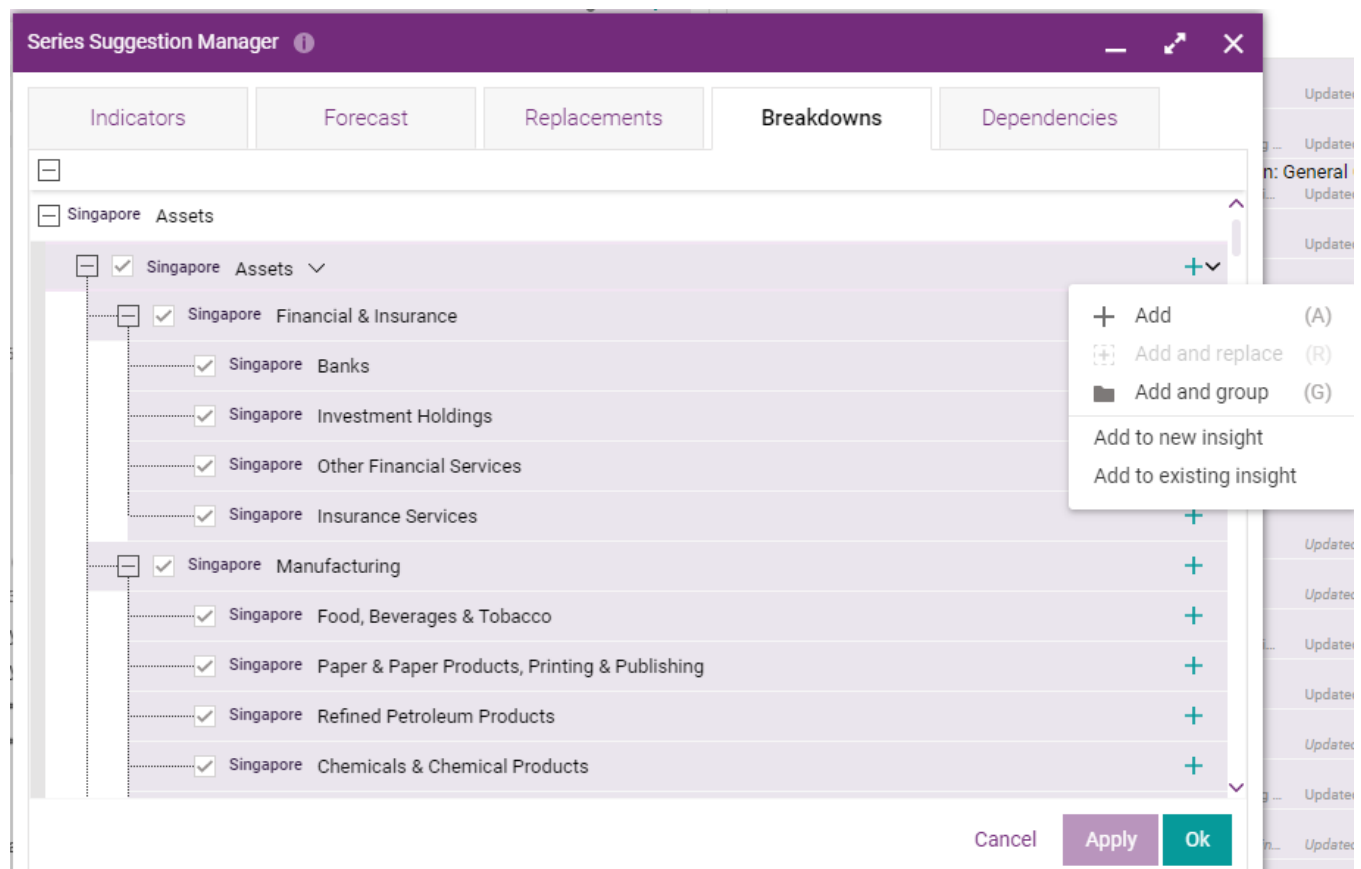 Series Suggestion Manager
Indicators Forecast Replacements Breakdowns Dependencies
Singapore Assets
Singapore Assets
Singapore Financial & Insurance
Singapore Banks
Singapore Investment Holdings
Singapore Other Financial Services
Singapore Insurance Services
Singapore Manufacturing
Singapore Food, Beverages & Tobacco
Singapore Paper & Paper Products, Printing & Publishing
Singapore Refined Petroleum Products
Singapore Chemicals & Chemical Products
Add (A)
Add and replace (R)
Add and group (G)
Add to new insight
Add to existing insight
Cancel Apply Ok
Updated
Updated
n: General
Updated
Updated
Updated
Updated
Updated
Updated
Updated
Updated
Updated